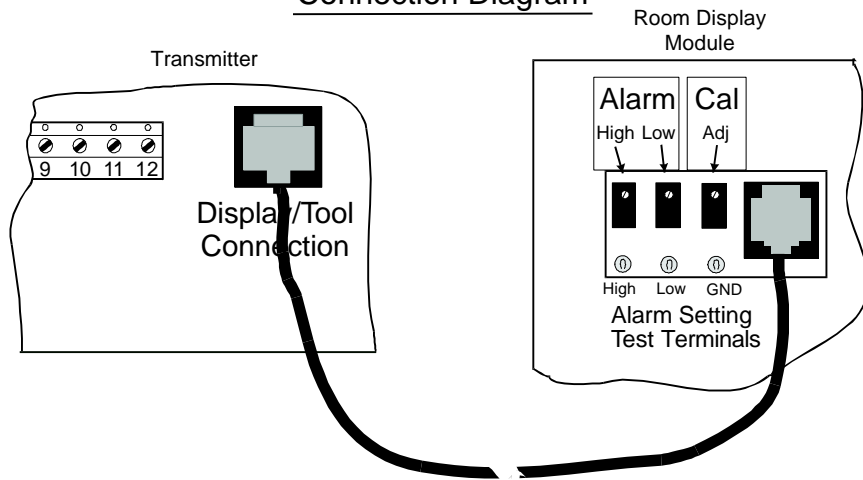 Connection Diagram
Transmitter
9 10 11 12
Display/Tool
Connection
Room Display
Module
Alarm Cal
High Low Adj
High Low GND
Alarm Setting
Test Terminals